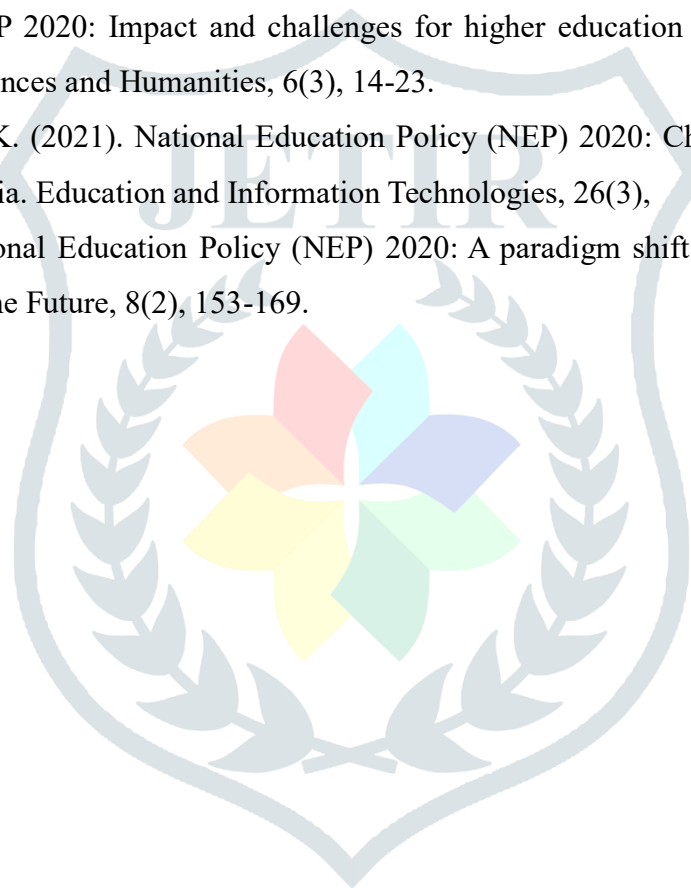 P 2020: Impact and challenges for higher education
nces and Humanities, 6(3), 14-23.
K. (2021). National Education Policy (NEP) 2020: Ch
ia. Education and Information Technologies, 26(3),
onal Education Policy (NEP) 2020: A paradigm shift
ne Future, 8(2), 153-169.
JETIR